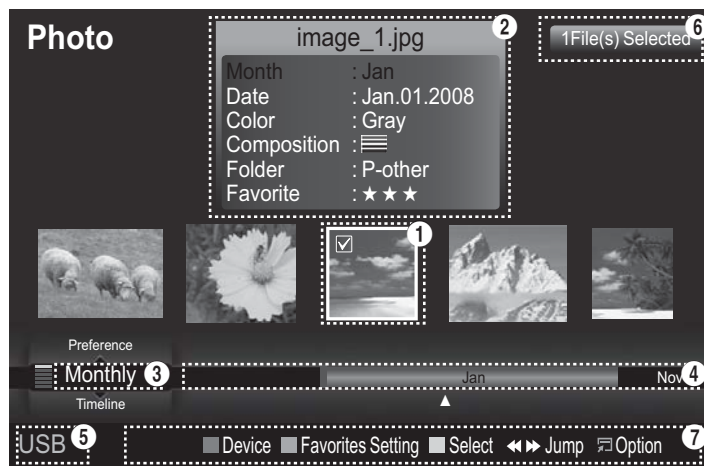 Photo
image_1.jpg
②
1File(s) Selected
⑥
Month : Jan
Date : Jan.01.2008
Color : Gray
Composition :
Folder : P-other
Favorite : ★★★
①
Preference
Monthly ③
Jan
Nov ④
Timeline
USB ⑤
Device Favorites Setting Select Jump Option ⑦